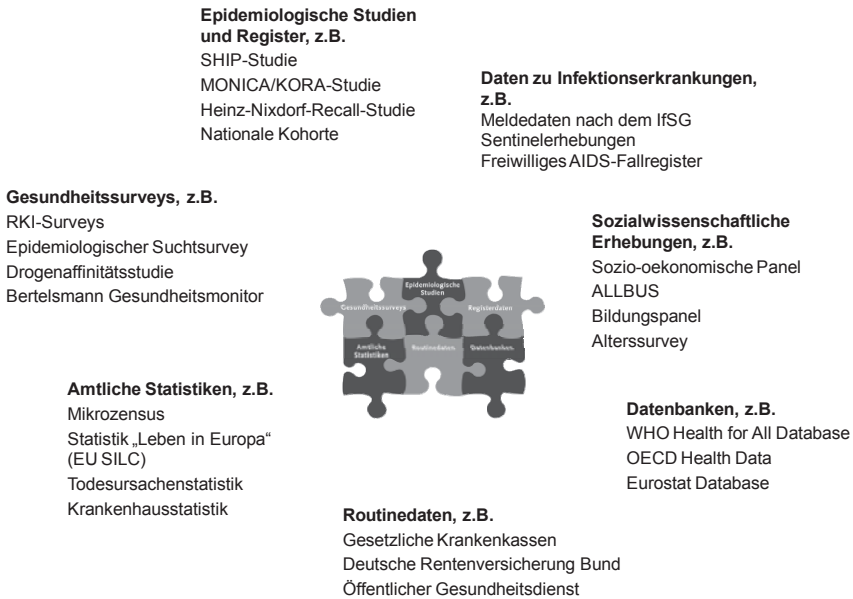 Epidemiologische Studien
und Register, z.B.
SHIP-Studie
MONICA/KORA-Studie
Heinz-Nixdorf-Recall-Studie
Nationale Kohorte
Daten zu Infektionserkrankungen,
z.B.
Meldedaten nach dem IfSG
Sentinelerhebungen
Freiwilliges AIDS-Fallregister
Gesundheitssurveys, z.B.
RKI-Surveys
Epidemiologischer Suchtsurvey
Drogenaffinitätsstudie
Bertelsmann Gesundheitsmonitor
Sozialwissenschaftliche
Erhebungen, z.B.
Sozio-oekonomische Panel
ALLBUS
Bildungspanel
Alterssurvey
Epidemiologische
Studien
Gesundheitssurveys
Registerdaten
Amtliche
Statistiken
Routinedaten
Datenbanken
Amtliche Statistiken, z.B.
Mikrozensus
Statistik „Leben in Europa“
(EU SILC)
Todesursachenstatistik
Krankenhausstatistik
Datenbanken, z.B.
WHO Health for All Database
OECD Health Data
Eurostat Database
Routinedaten, z.B.
Gesetzliche Krankenkassen
Deutsche Rentenversicherung Bund
Öffentlicher Gesundheitsdienst